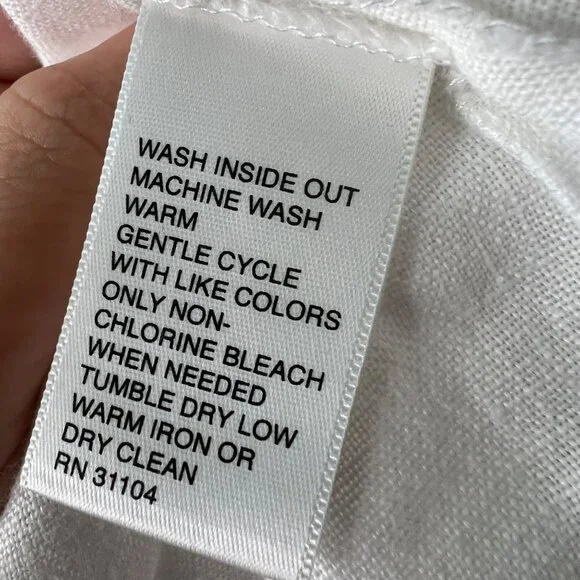 WASH INSIDE OUT
MACHINE WASH
WARM
GENTLE CYCLE
WITH LIKE COLORS
ONLY NON-
CHLORINE BLEACH
WHEN NEEDED
TUMBLE DRY LOW
WARM IRON OR
DRY CLEAN
RN 31104